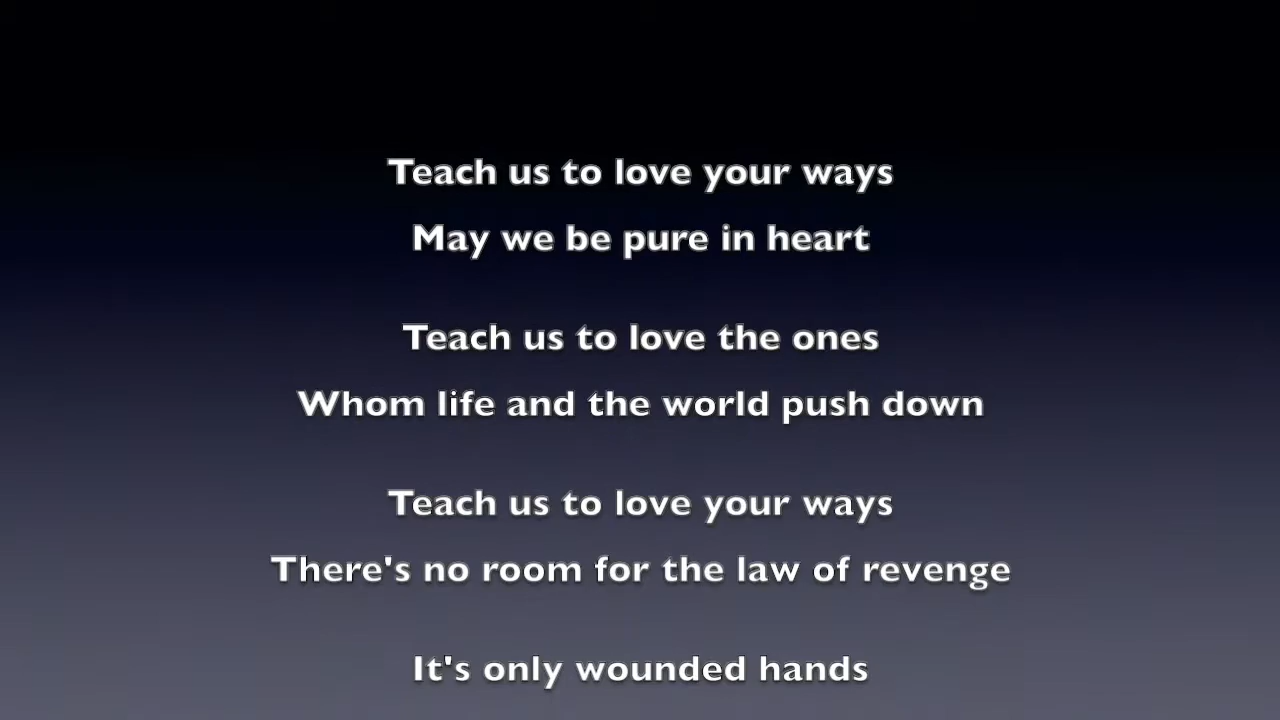 Teach us to love your ways
May we be pure in heart
Teach us to love the ones
Whom life and the world push down
Teach us to love your ways
There's no room for the law of revenge
It's only wounded hands